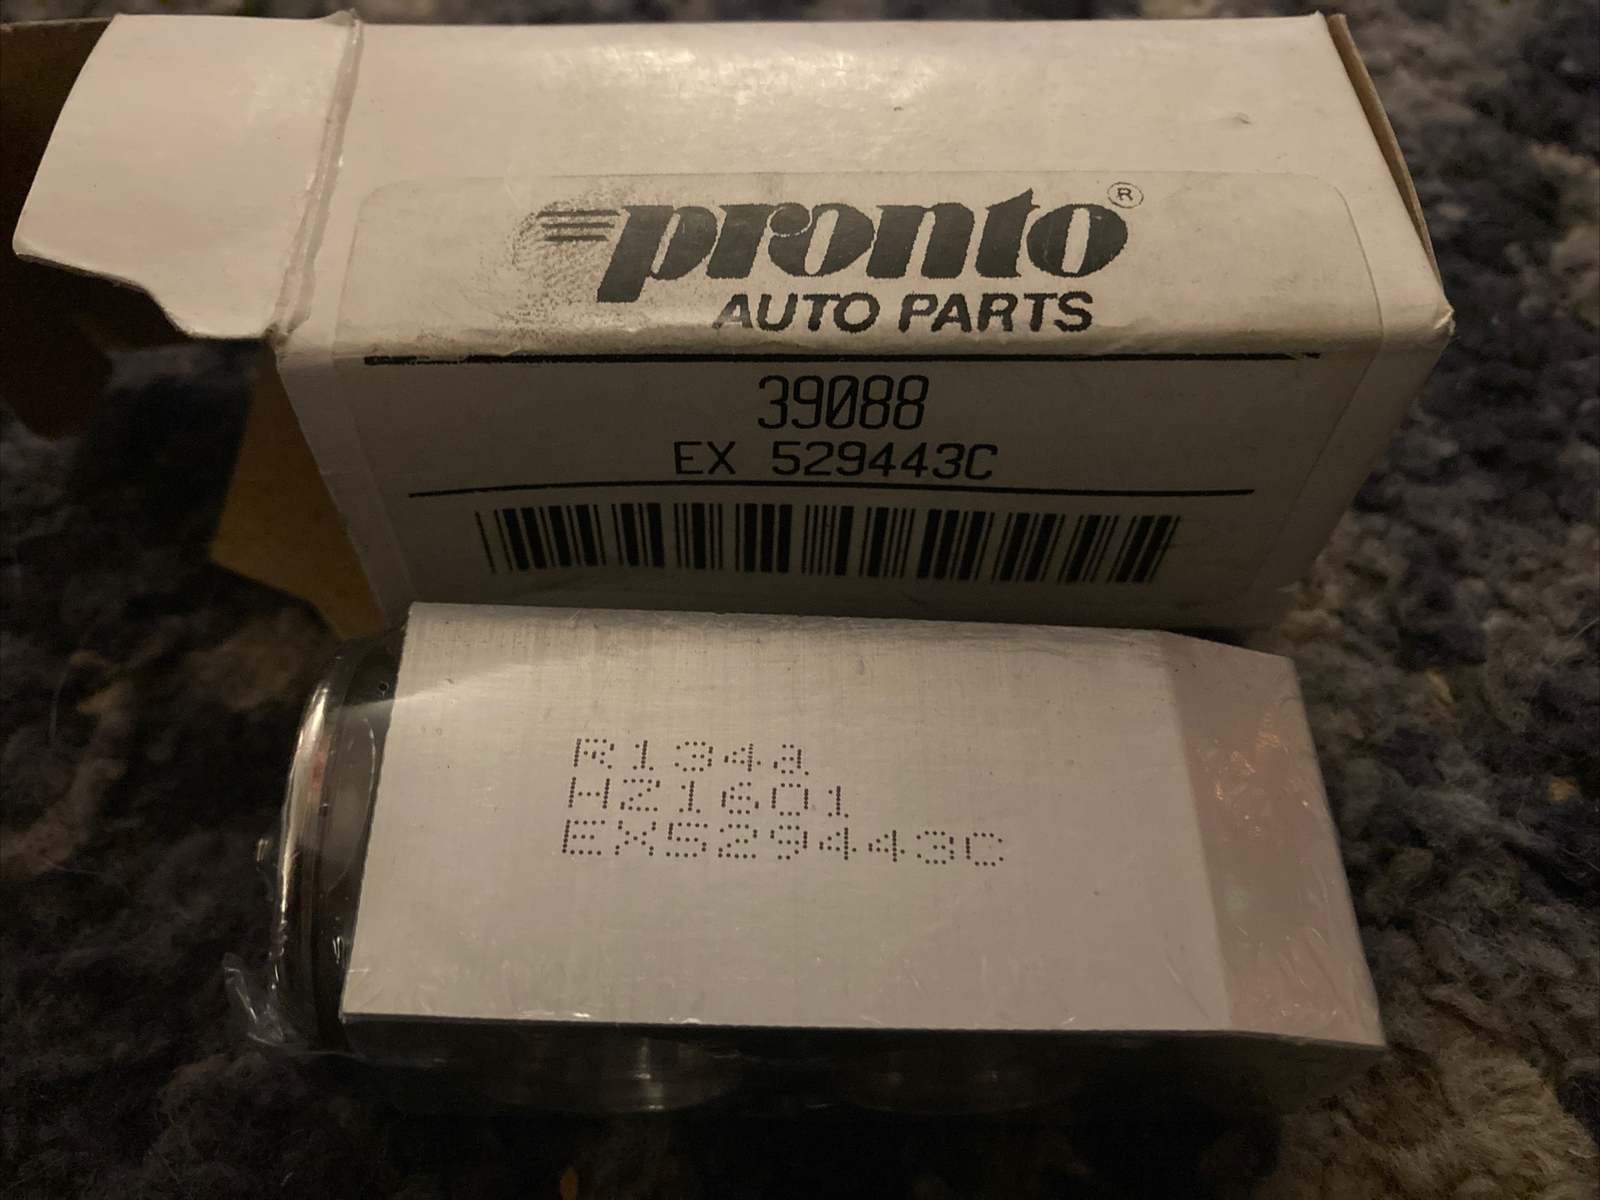 pronto®
AUTO PARTS
39088
EX 529443C
R134a
HZ1601
EX529443C